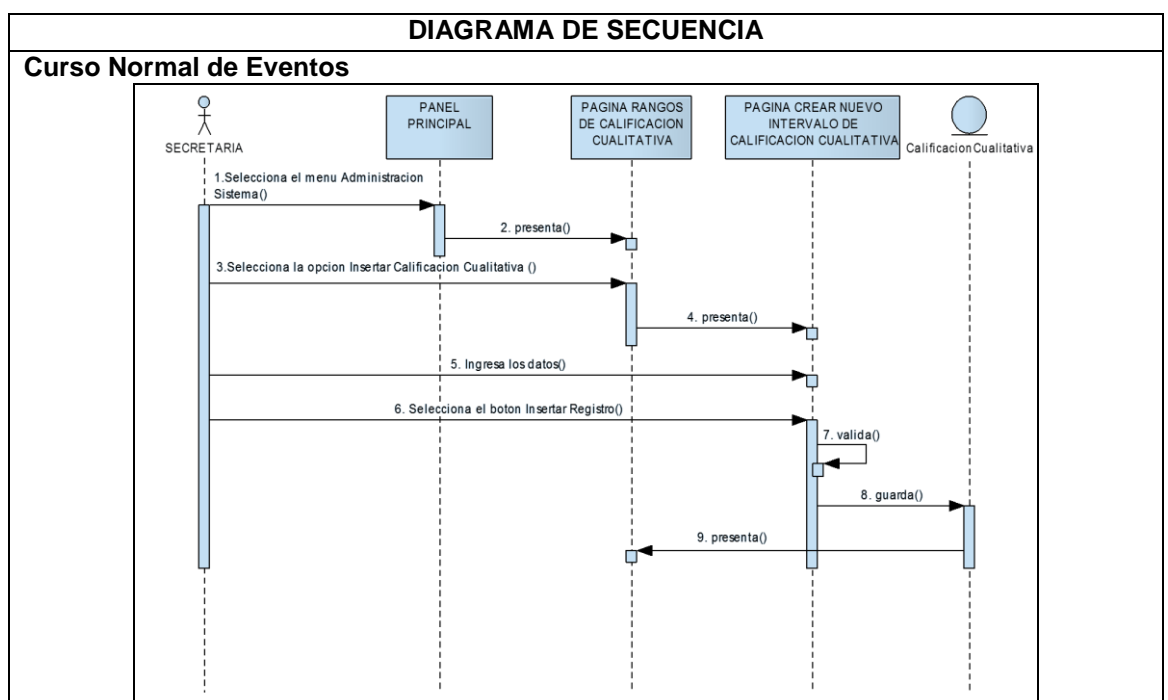 DIAGRAMA DE SECUENCIA
Curso Normal de Eventos
SECRETARIA
PANEL
PRINCIPAL
PAGINA RANGOS
DE CALIFICACION
CUALITATIVA
PAGINA CREAR NUEVO
INTERVALO DE
CALIFICACION CUALITATIVA
CalificacionCualitativa
1.Selecciona el menu Administracion
Sistema()
2. presenta()
3.Selecciona la opcion Insertar Calificacion Cualitativa ()
4. presenta()
5. Ingresa los datos()
6. Selecciona el boton Insertar Registro()
7. valida()
8. guarda()
9. presenta()